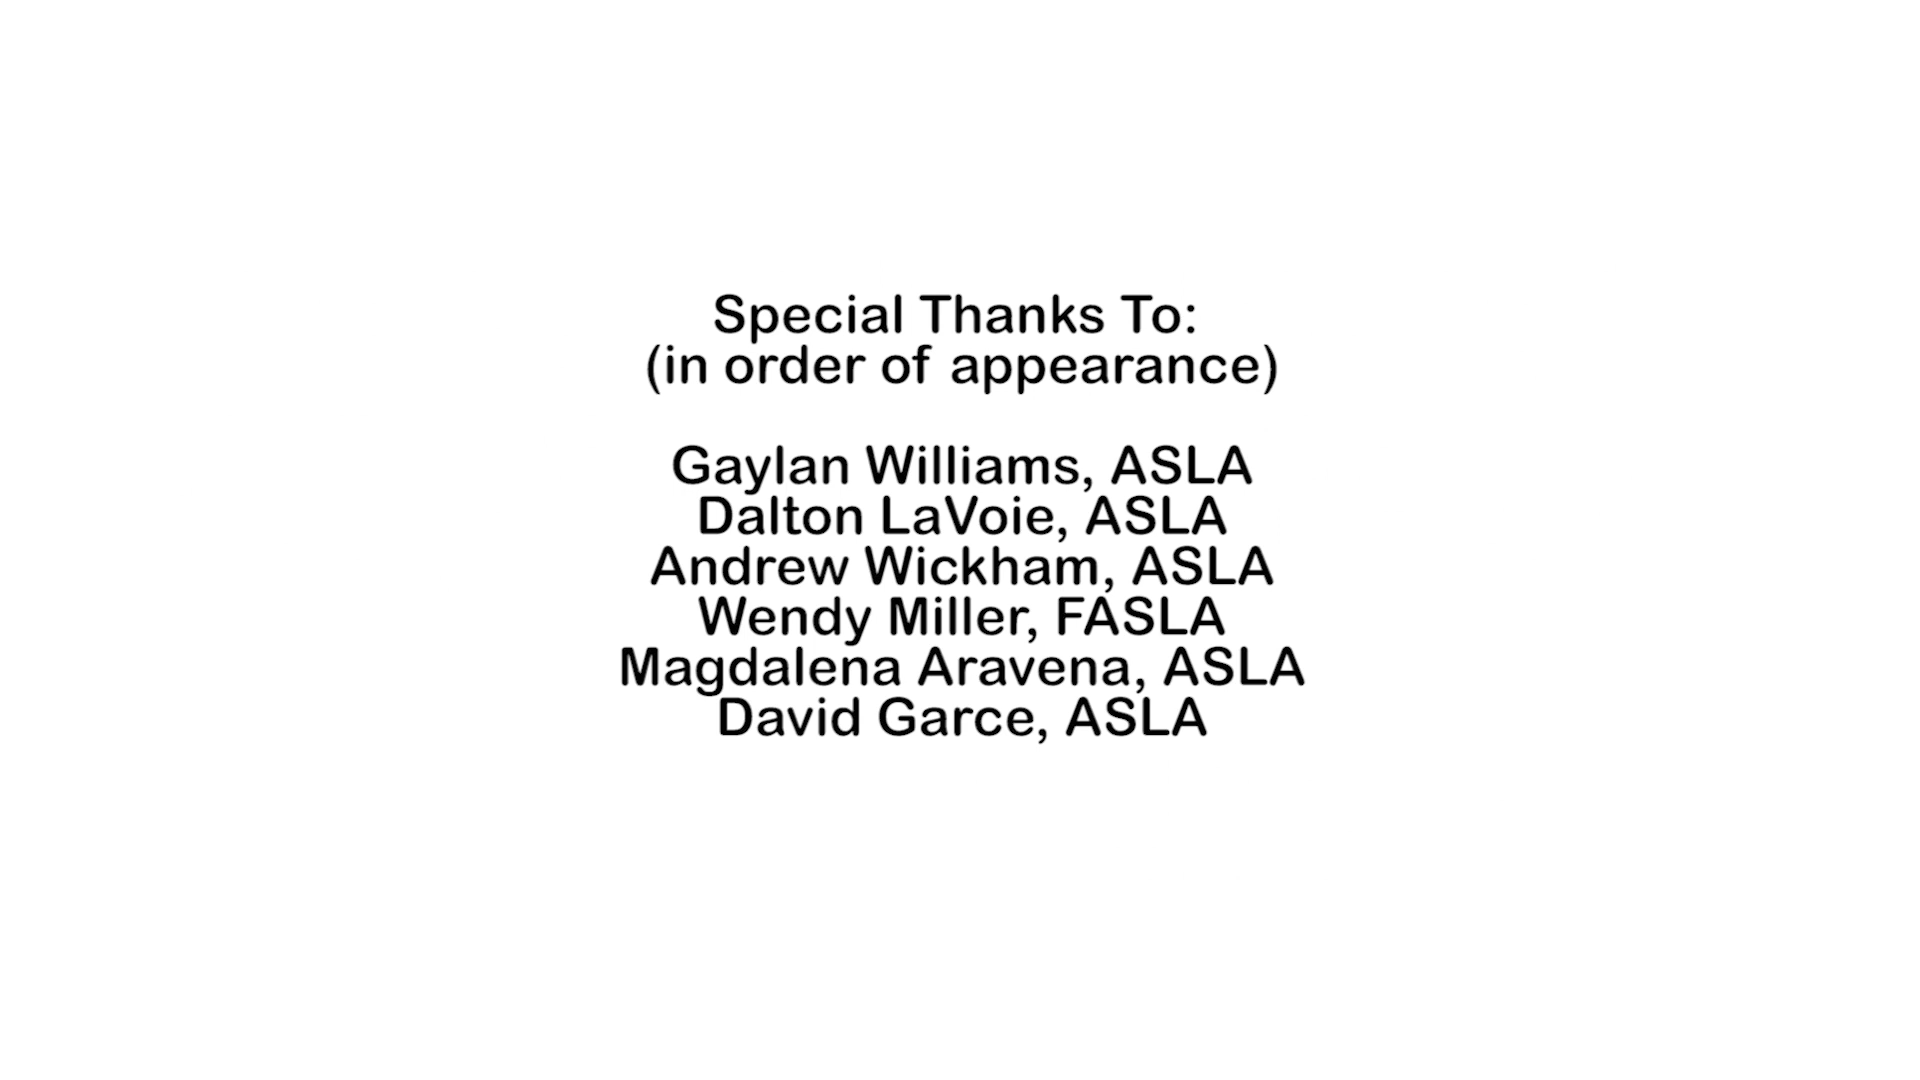 Special Thanks To:
(in order of appearance)
Gaylan Williams, ASLA
Dalton LaVoie, ASLA
Andrew Wickham, ASLA
Wendy Miller, FASLA
Magdalena Aravena, ASLA
David Garce, ASLA